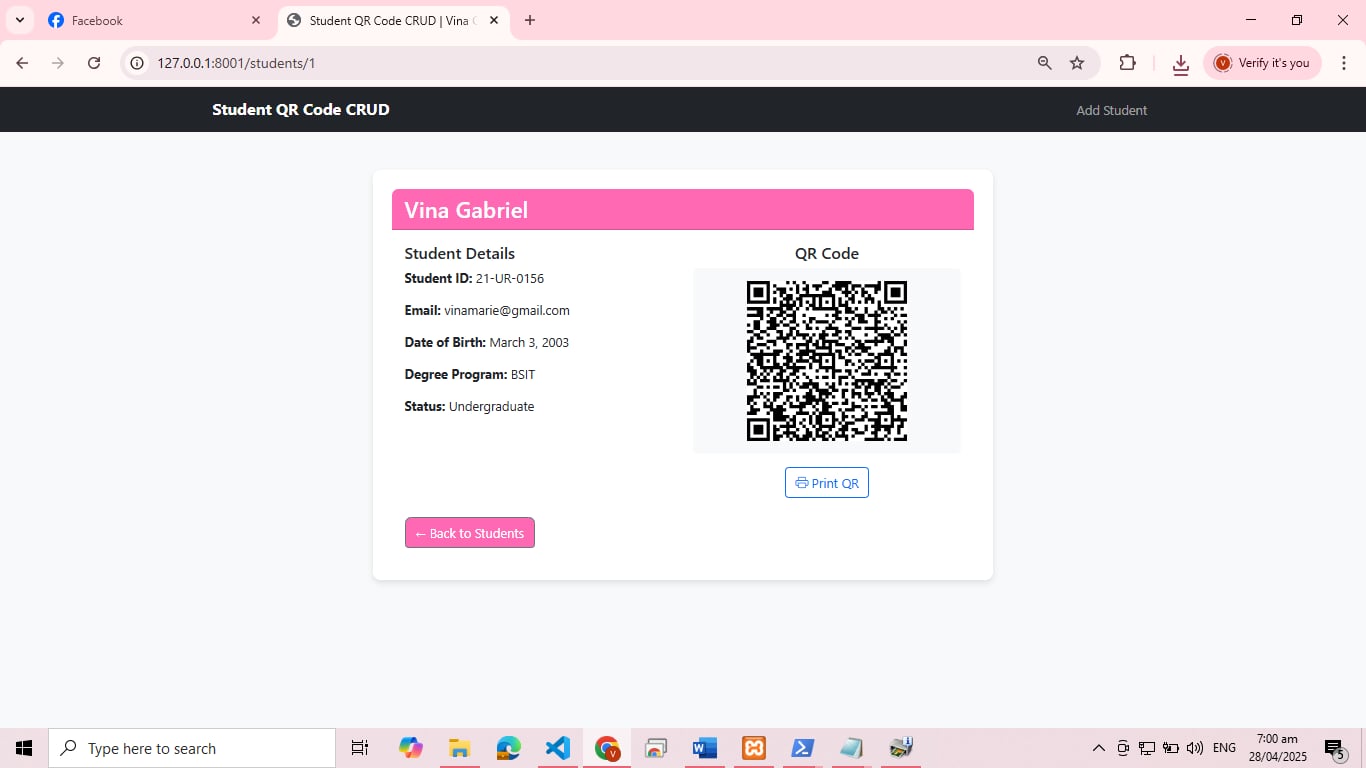 Facebook
Student QR Code CRUD | Vina
127.0.0.1:8001/students/1
Verify it's you
Student QR Code CRUD
Add Student
Vina Gabriel
Student Details
QR Code
Student ID: 21-UR-0156
Email: vinamarie@gmail.com
Date of Birth: March 3, 2003
Degree Program: BSIT
Status: Undergraduate
Print QR
← Back to Students
Type here to search
ENG
7:00 am
28/04/2025
5